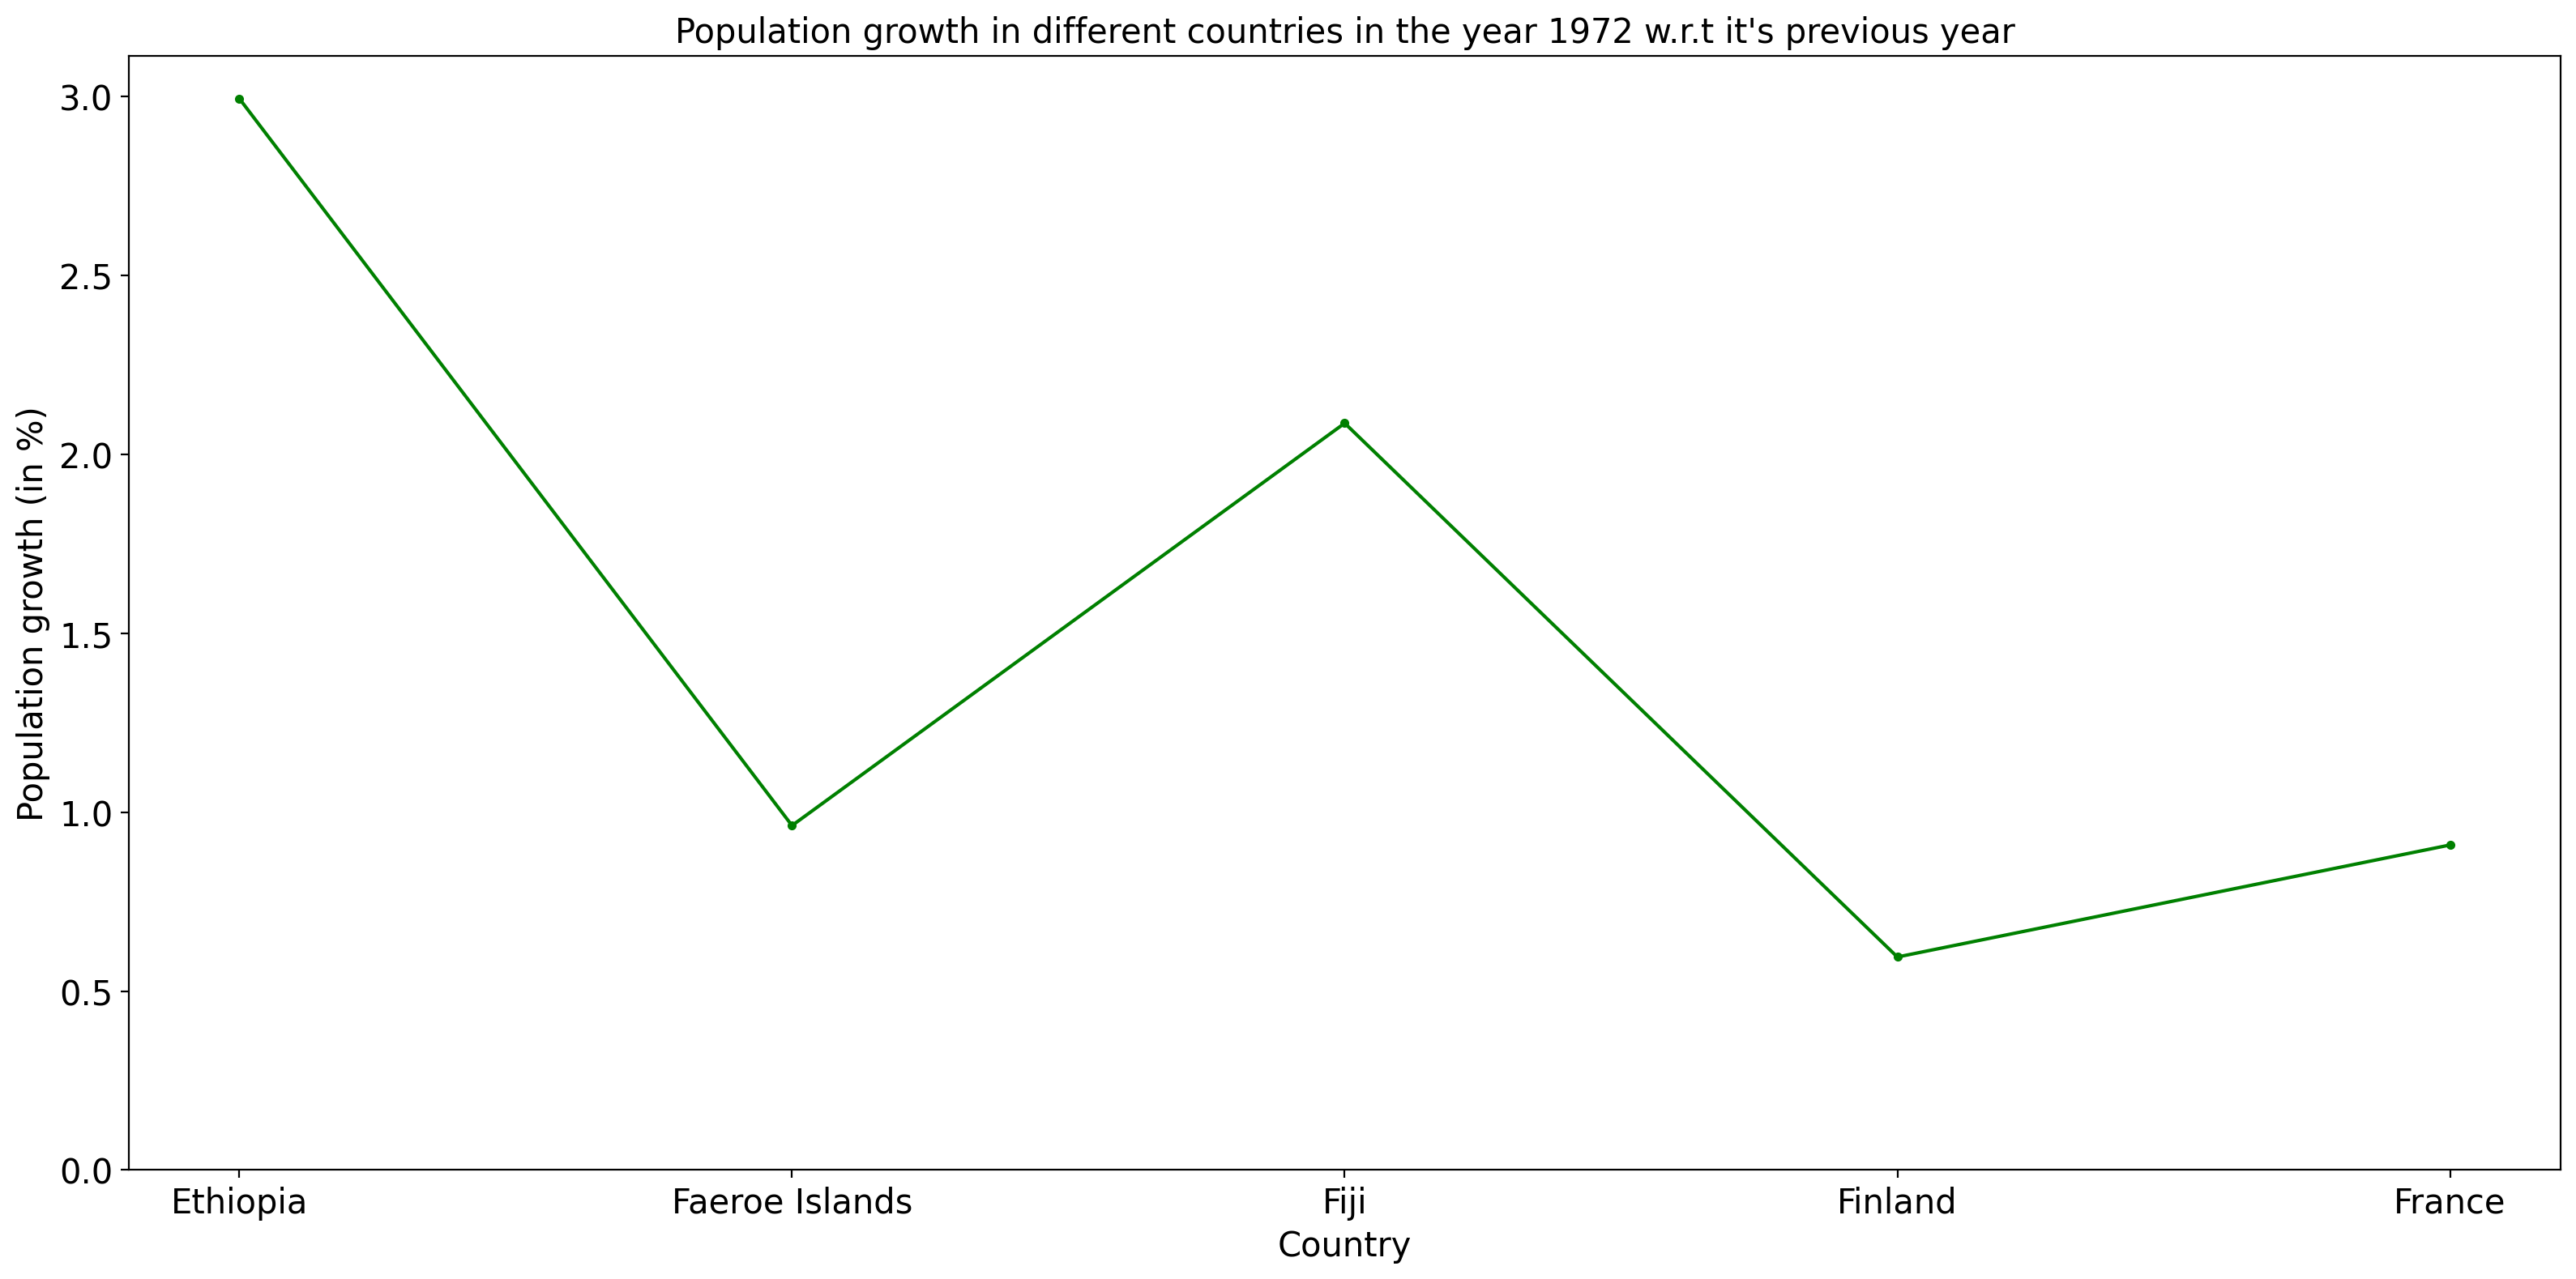 Population growth in different countries in the year 1972 w.r.t it's previous year
Population growth (in %)
3.0
2.5
2.0
1.5
1.0
0.5
0.0
Ethiopia Faeroe Islands Fiji Finland France
Country